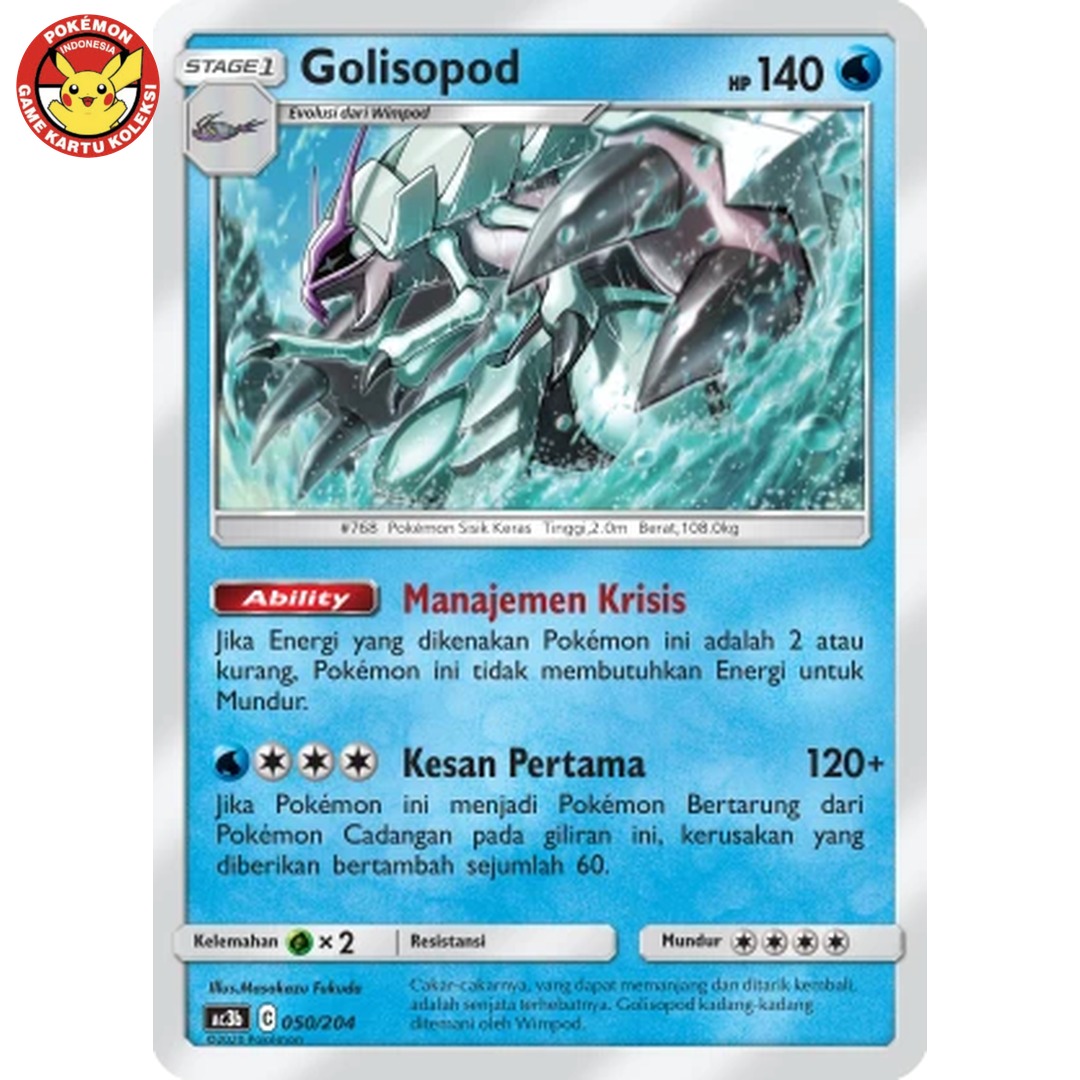 POKÉMON
INDONESIA
GAME KARTU KOLEKSI
STAGE1
Golisopod
HP 140
Evolusi dari Wimpod
#768 Pokémon Sisik Keras Tinggi,2.0m Berat,108.0kg
Ability Manajemen Krisis
Jika Energi yang dikenakan Pokémon ini adalah 2 atau
kurang, Pokémon ini tidak membutuhkan Energi untuk
Mundur.
Kesan Pertama 120+
Jika Pokémon ini menjadi Pokémon Bertarung dari
Pokémon Cadangan pada giliran ini, kerusakan yang
diberikan bertambah sejumlah 60.
Kelemahan ×2 Resistansi Mundur
Illus.Masakazu Fukuda
Cakar-cakarnya, yang dapat memanjang dan ditarik kembali,
adalah senjata terhebatnya. Golisopod kadang-kadang
ditemani oleh Wimpod.
AC3b C 050/204
Pokémon